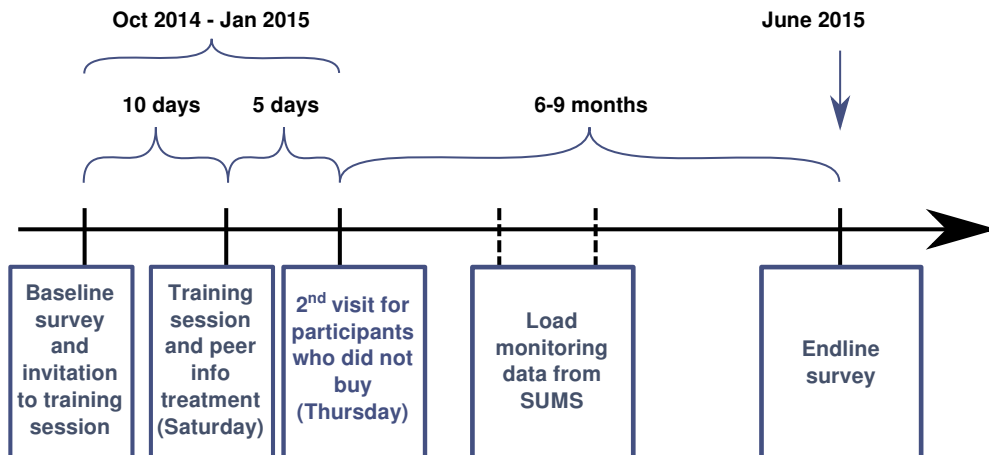 Oct 2014 - Jan 2015
June 2015
10 days
5 days
6-9 months
Baseline
survey
and
invitation
to training
session
Training
session
and peer
info
treatment
(Saturday)
2nd visit for
participants
who did not
buy
(Thursday)
Load
monitoring
data from
SUMS
Endline
survey